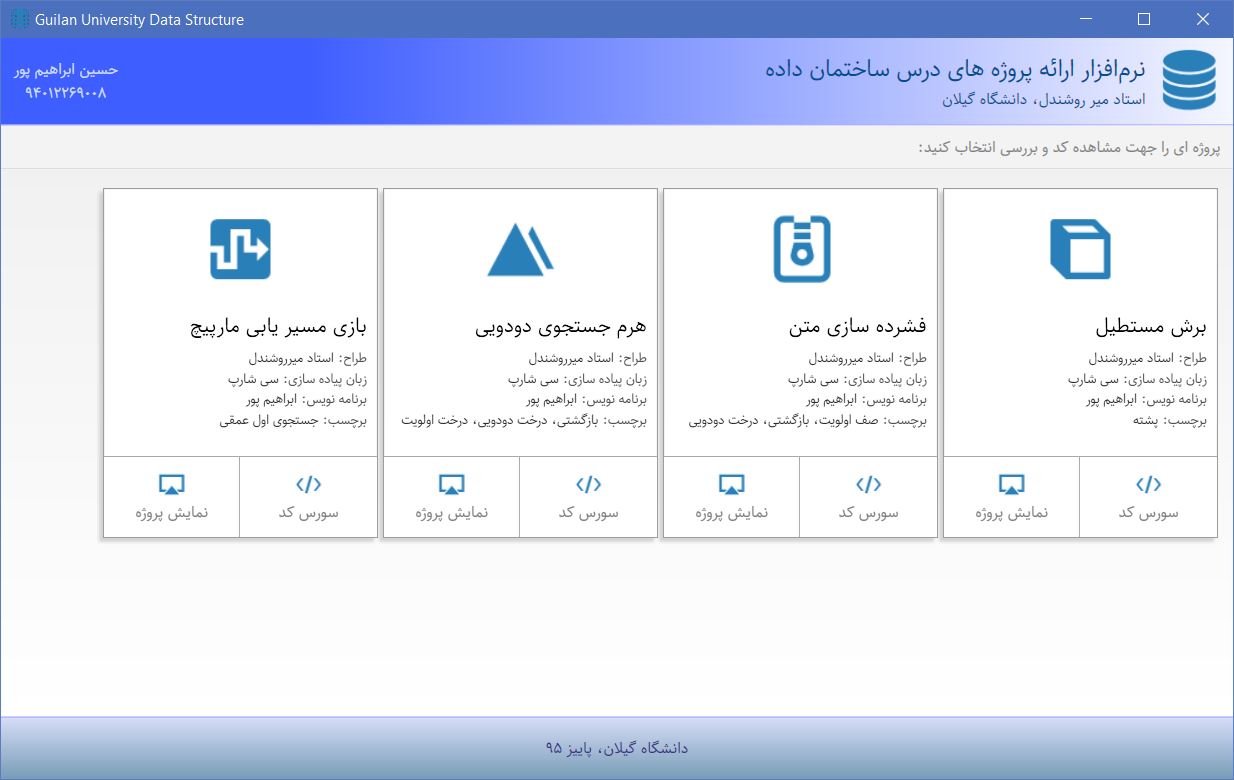 Guilan University Data Structure
نرم‌افزار ارائه پروژه های درس ساختمان داده
استاد میر روشندل، دانشگاه گیلان
حسین ابراهیم پور
۹۴۰۱۲۲۶۹۰۰۸
پروژه ای را جهت مشاهده کد و بررسی انتخاب کنید:
برش مستطیل
طراح: استاد میرروشندل
زبان پیاده سازی: سی شارپ
برنامه نویس: ابراهیم پور
برچسب: پشته
سورس کد
نمایش پروژه
فشرده سازی متن
طراح: استاد میرروشندل
زبان پیاده سازی: سی شارپ
برنامه نویس: ابراهیم پور
برچسب: صف اولویت، بازگشتی، درخت دودویی
سورس کد
نمایش پروژه
هرم جستجوی دودویی
طراح: استاد میرروشندل
زبان پیاده سازی: سی شارپ
برنامه نویس: ابراهیم پور
برچسب: بازگشتی، درخت دودویی، درخت اولویت
سورس کد
نمایش پروژه
بازی مسیر یابی مارپیچ
طراح: استاد میرروشندل
زبان پیاده سازی: سی شارپ
برنامه نویس: ابراهیم پور
برچسب: جستجوی اول عمقی
سورس کد
نمایش پروژه
دانشگاه گیلان، پاییز ۹۵